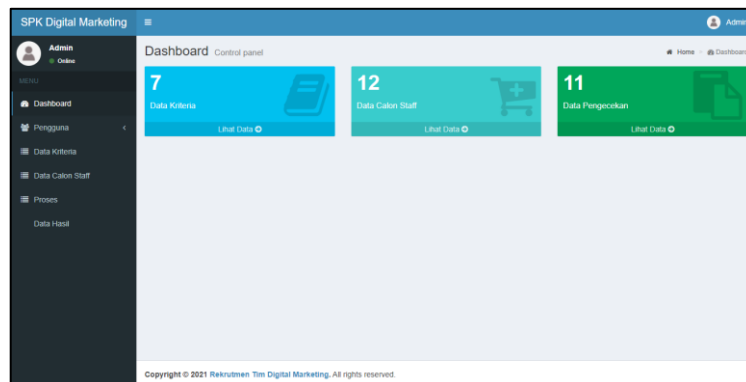 SPK Digital Marketing
Admin
Admin
Online
MENU
Dashboard
Pengguna
Data Kriteria
Data Calon Staff
Proses
Data Hasil
Dashboard Control panel
Home
Dashboard
7
Data Kriteria
Lihat Data
12
Data Calon Staff
Lihat Data
11
Data Pengecekan
Lihat Data
Copyright © 2021 Rekrutmen Tim Digital Marketing. All rights reserved.